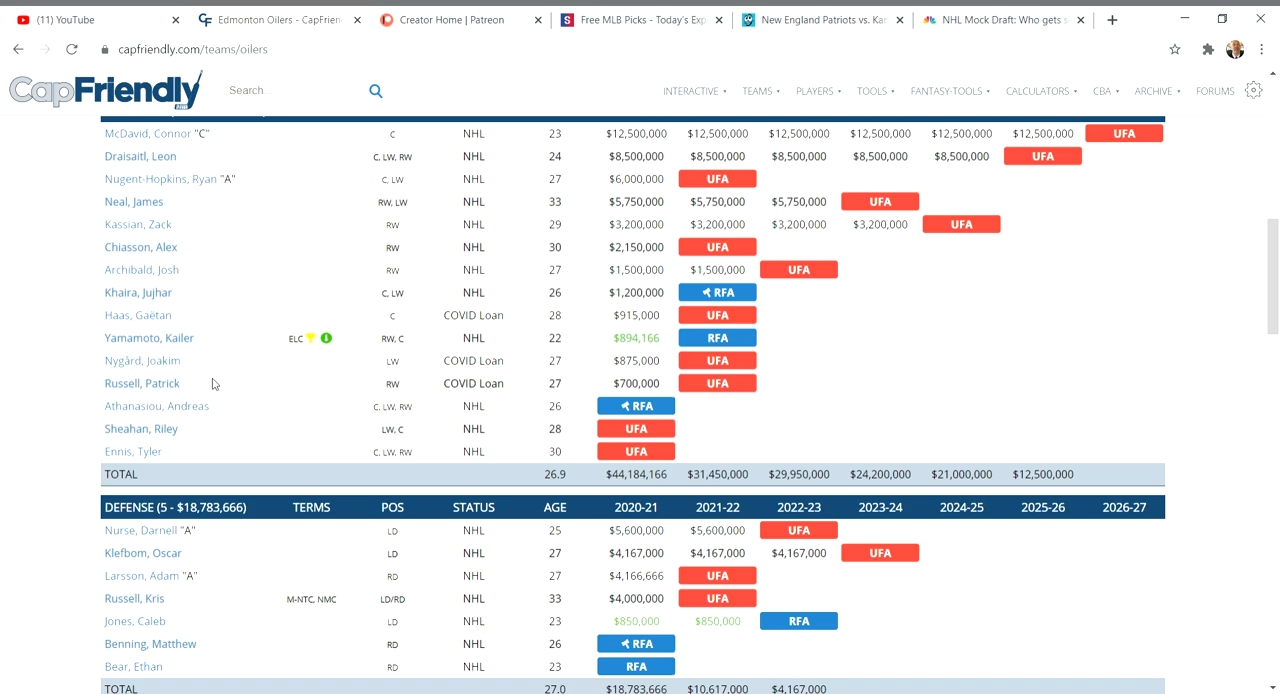 (11) YouTube Edmonton Oilers - CapFrien Creator Home | Patreon Free MLB Picks - Today's Exp New England Patriots vs. Kan NHL Mock Draft: Who gets s
capfriendly.com/teams/oilers
CapFriendly Search... INTERACTIVE TEAMS PLAYERS TOOLS FANTASY-TOOLS CALCULATORS CBA ARCHIVE FORUMS
McDavid, Connor "C" C NHL 23 $12,500,000 $12,500,000 $12,500,000 $12,500,000 $12,500,000 $12,500,000 UFA
Draisaitl, Leon C, LW, RW NHL 24 $8,500,000 $8,500,000 $8,500,000 $8,500,000 $8,500,000 UFA
Nugent-Hopkins, Ryan "A" C, LW NHL 27 $6,000,000 UFA
Neal, James RW, LW NHL 33 $5,750,000 $5,750,000 $5,750,000 UFA
Kassian, Zack RW NHL 29 $3,200,000 $3,200,000 $3,200,000 $3,200,000 UFA
Chiasson, Alex RW NHL 30 $2,150,000 UFA
Archibald, Josh RW NHL 27 $1,500,000 $1,500,000 UFA
Khaira, Jujhar C, LW NHL 26 $1,200,000 RFA
Haas, Gaëtan C COVID Loan 28 $915,000 UFA
Yamamoto, Kailer ELC RW, C NHL 22 $894,166 RFA
Nygård, Joakim LW COVID Loan 27 $875,000 UFA
Russell, Patrick RW COVID Loan 27 $700,000 UFA
Athanasiou, Andreas C, LW, RW NHL 26 RFA
Sheahan, Riley LW, C NHL 28 UFA
Ennis, Tyler C, LW, RW NHL 30 UFA
TOTAL 26.9 $44,184,166 $31,450,000 $29,950,000 $24,200,000 $21,000,000 $12,500,000
DEFENSE (5 - $18,783,666) TERMS POS STATUS AGE 2020-21 2021-22 2022-23 2023-24 2024-25 2025-26 2026-27
Nurse, Darnell "A" LD NHL 25 $5,600,000 $5,600,000 UFA
Klefbom, Oscar LD NHL 27 $4,167,000 $4,167,000 $4,167,000 UFA
Larsson, Adam "A" RD NHL 27 $4,166,666 UFA
Russell, Kris M-NTC, NMC LD/RD NHL 33 $4,000,000 UFA
Jones, Caleb LD NHL 23 $850,000 $850,000 RFA
Benning, Matthew RD NHL 26 RFA
Bear, Ethan RD NHL 23 RFA
TOTAL 27.0 $18,783,666 $10,617,000 $4,167,000